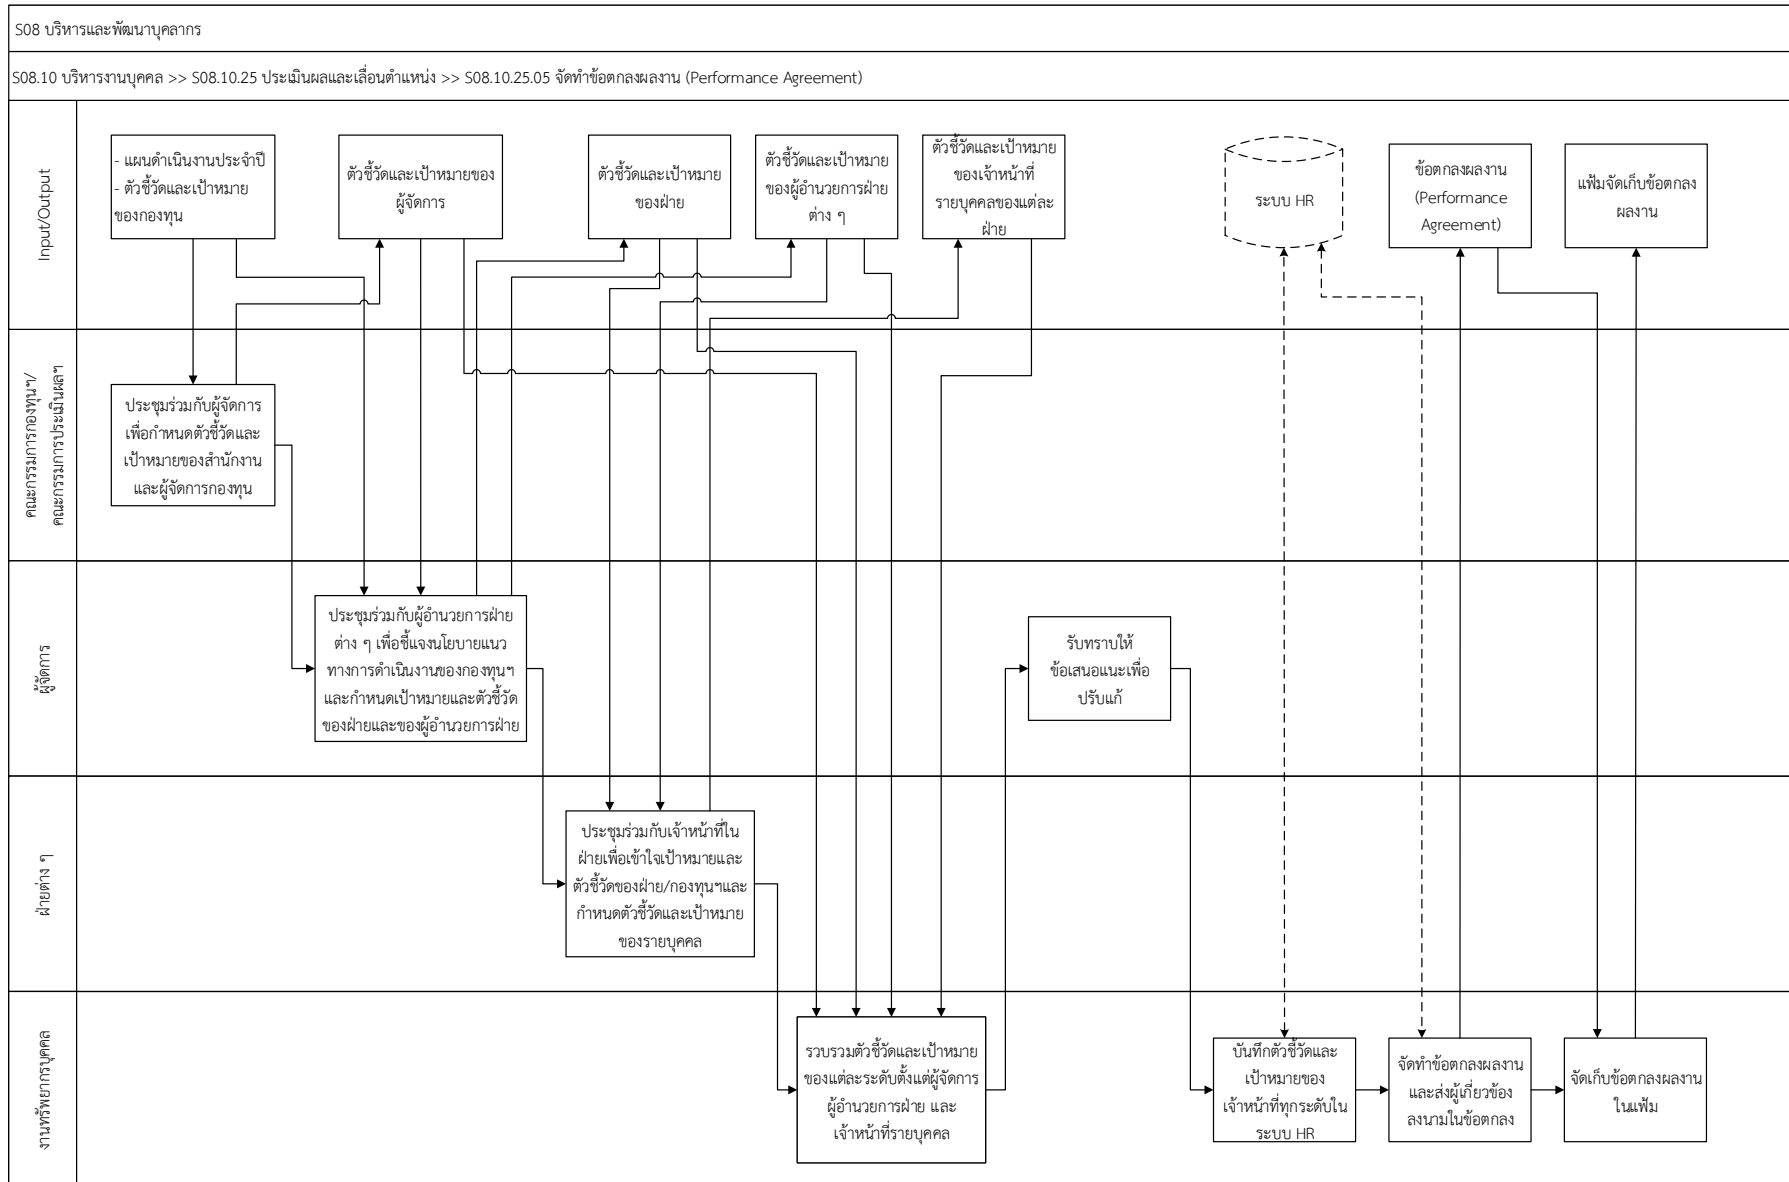 S08 บริหารและพัฒนาบุคลากร
S08.10 บริหารงานบุคคล >> S08.10.25 ประเมินผลและเลื่อนตำแหน่ง >> S08.10.25.05 จัดทำข้อตกลงผลงาน (Performance Agreement)
Input/Output
- แผนดำเนินงานประจำปี
- ตัวชี้วัดและเป้าหมาย
ของกองทุน
ตัวชี้วัดและเป้าหมายของ
ผู้จัดการ
ตัวชี้วัดและเป้าหมาย
ของฝ่าย
ตัวชี้วัดและเป้าหมาย
ของผู้อำนวยการฝ่าย
ต่าง ๆ
ตัวชี้วัดและเป้าหมาย
ของเจ้าหน้าที่
รายบุคคลของแต่ละ
ฝ่าย
ระบบ HR
ข้อตกลงผลงาน
(Performance
Agreement)
แฟ้มจัดเก็บข้อตกลง
ผลงาน
คณะกรรมการกองทุนฯ/
คณะกรรมการประเมินผลฯ
ประชุมร่วมกับผู้จัดการ
เพื่อกำหนดตัวชี้วัดและ
เป้าหมายของสำนักงาน
และผู้จัดการกองทุน
ผู้จัดการ
ประชุมร่วมกับผู้อำนวยการฝ่าย
ต่าง ๆ เพื่อชี้แจงนโยบายแนว
ทางการดำเนินงานของกองทุนฯ
และกำหนดเป้าหมายและตัวชี้วัด
ของฝ่ายและของผู้อำนวยการฝ่าย
รับทราบให้
ข้อเสนอแนะเพื่อ
ปรับแก้
ฝ่ายต่าง ๆ
ประชุมร่วมกับเจ้าหน้าที่ใน
ฝ่ายเพื่อเข้าใจเป้าหมายและ
ตัวชี้วัดของฝ่าย/กองทุนฯและ
กำหนดตัวชี้วัดและเป้าหมาย
ของรายบุคคล
งานทรัพยากรบุคคล
รวบรวมตัวชี้วัดและเป้าหมาย
ของแต่ละระดับตั้งแต่ผู้จัดการ
ผู้อำนวยการฝ่าย และ
เจ้าหน้าที่รายบุคคล
บันทึกตัวชี้วัดและ
เป้าหมายของ
เจ้าหน้าที่ทุกระดับใน
ระบบ HR
จัดทำข้อตกลงผลงาน
และส่งผู้เกี่ยวข้อง
ลงนามในข้อตกลง
จัดเก็บข้อตกลงผลงาน
ในแฟ้ม